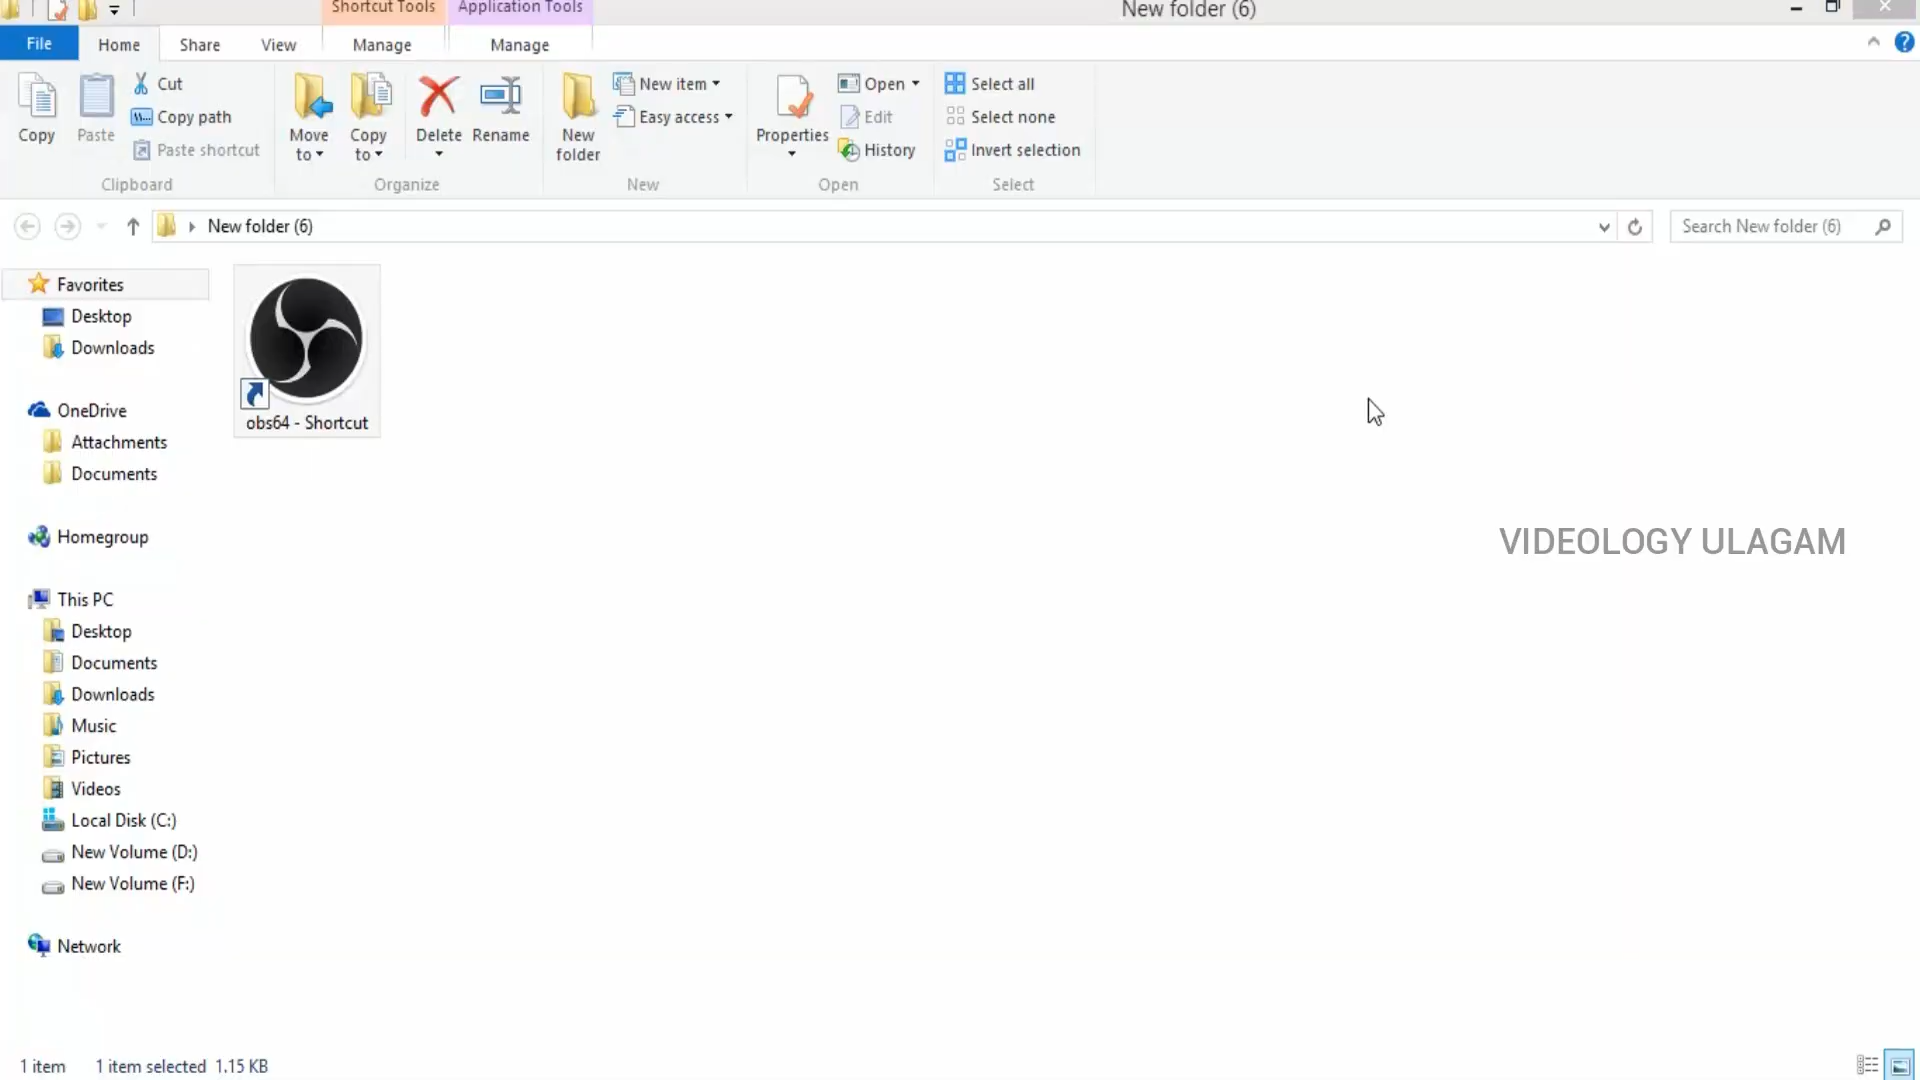 Shortcut Tools Application Tools New folder (6)
File Home Share View Manage Manage
Copy Paste Cut Copy path Paste shortcut
Clipboard
Move to Copy to Delete Rename
Organize
New folder New item Easy access
New
Properties Open Edit History
Open
Select all
Select none
Invert selection
Select
New folder (6) Search New folder (6)
Favorites
Desktop
Downloads
OneDrive
Attachments
Documents
Homegroup
This PC
Desktop
Documents
Downloads
Music
Pictures
Videos
Local Disk (C:)
New Volume (D:)
New Volume (F:)
Network
obs64 - Shortcut
VIDEOLOGY ULAGAM
1 item 1 item selected 1.15 KB